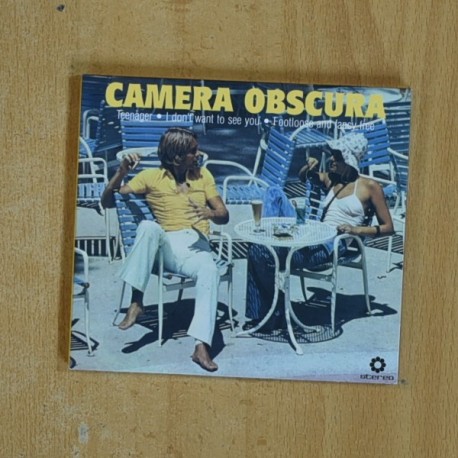 CAMERA OBSCURA
Teenager • I don't want to see you • Footloose and fancy free
stereo